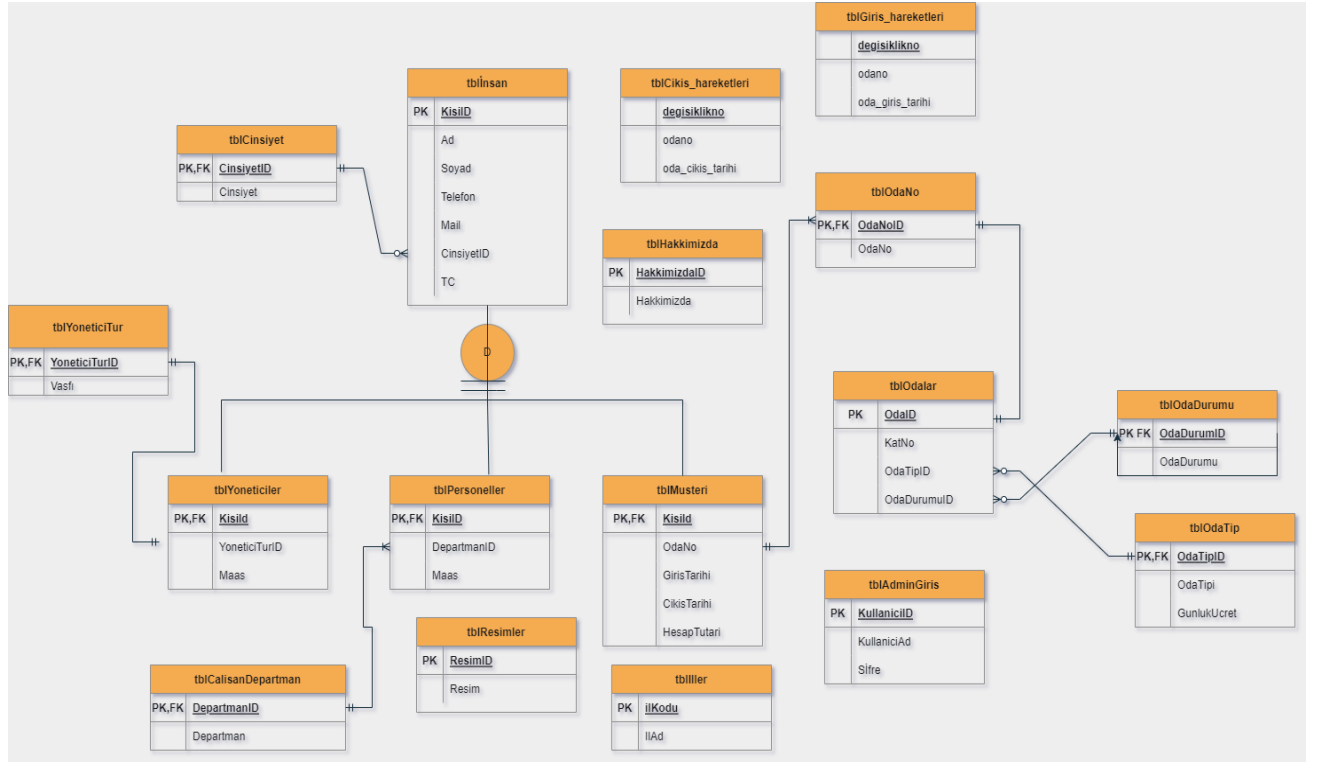 tblGiris_hareketleri
degisiklikno
odano
oda_giris_tarihi
tblİnsan
PK KisiID
Ad
Soyad
Telefon
Mail
CinsiyetID
TC
tblCikis_hareketleri
degisiklikno
odano
oda_cikis_tarihi
tblCinsiyet
PK,FK CinsiyetID
Cinsiyet
tblOdaNo
PK,FK OdaNoID
OdaNo
tblHakkimizda
PK HakkimizdaID
Hakkimizda
tblYoneticiTur
PK,FK YoneticiTurID
Vasfı
D
tblOdalar
PK OdaID
KatNo
OdaTipID
OdaDurumuID
tblOdaDurumu
PK FK OdaDurumID
OdaDurumu
tblYoneticiler
PK,FK KisiId
YoneticiTurID
Maas
tblPersoneller
PK,FK KisiID
DepartmanID
Maas
tblMusteri
PK,FK KisiId
OdaNo
GirisTarihi
CikisTarihi
HesapTutari
tblOdaTip
PK,FK OdaTipID
OdaTipi
GunlukUcret
tblAdminGiris
PK KullaniciID
KullaniciAd
Sİfre
tblResimler
PK ResimID
Resim
tblCalisanDepartman
PK,FK DepartmanID
Departman
tblIller
PK ilKodu
IlAd